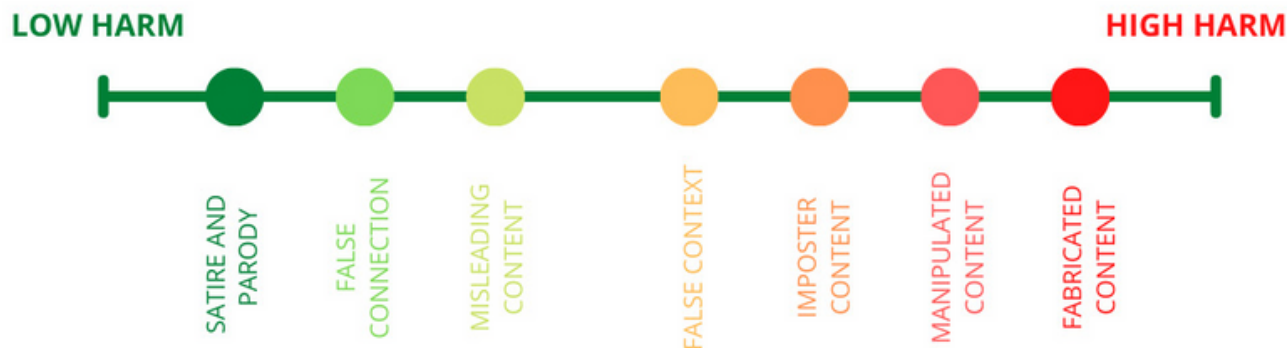 LOW HARM
HIGH HARM
SATIRE AND
PARODY
FALSE
CONNECTION
MISLEADING
CONTENT
FALSE CONTEXT
IMPOSTER
CONTENT
MANIPULATED
CONTENT
FABRICATED
CONTENT